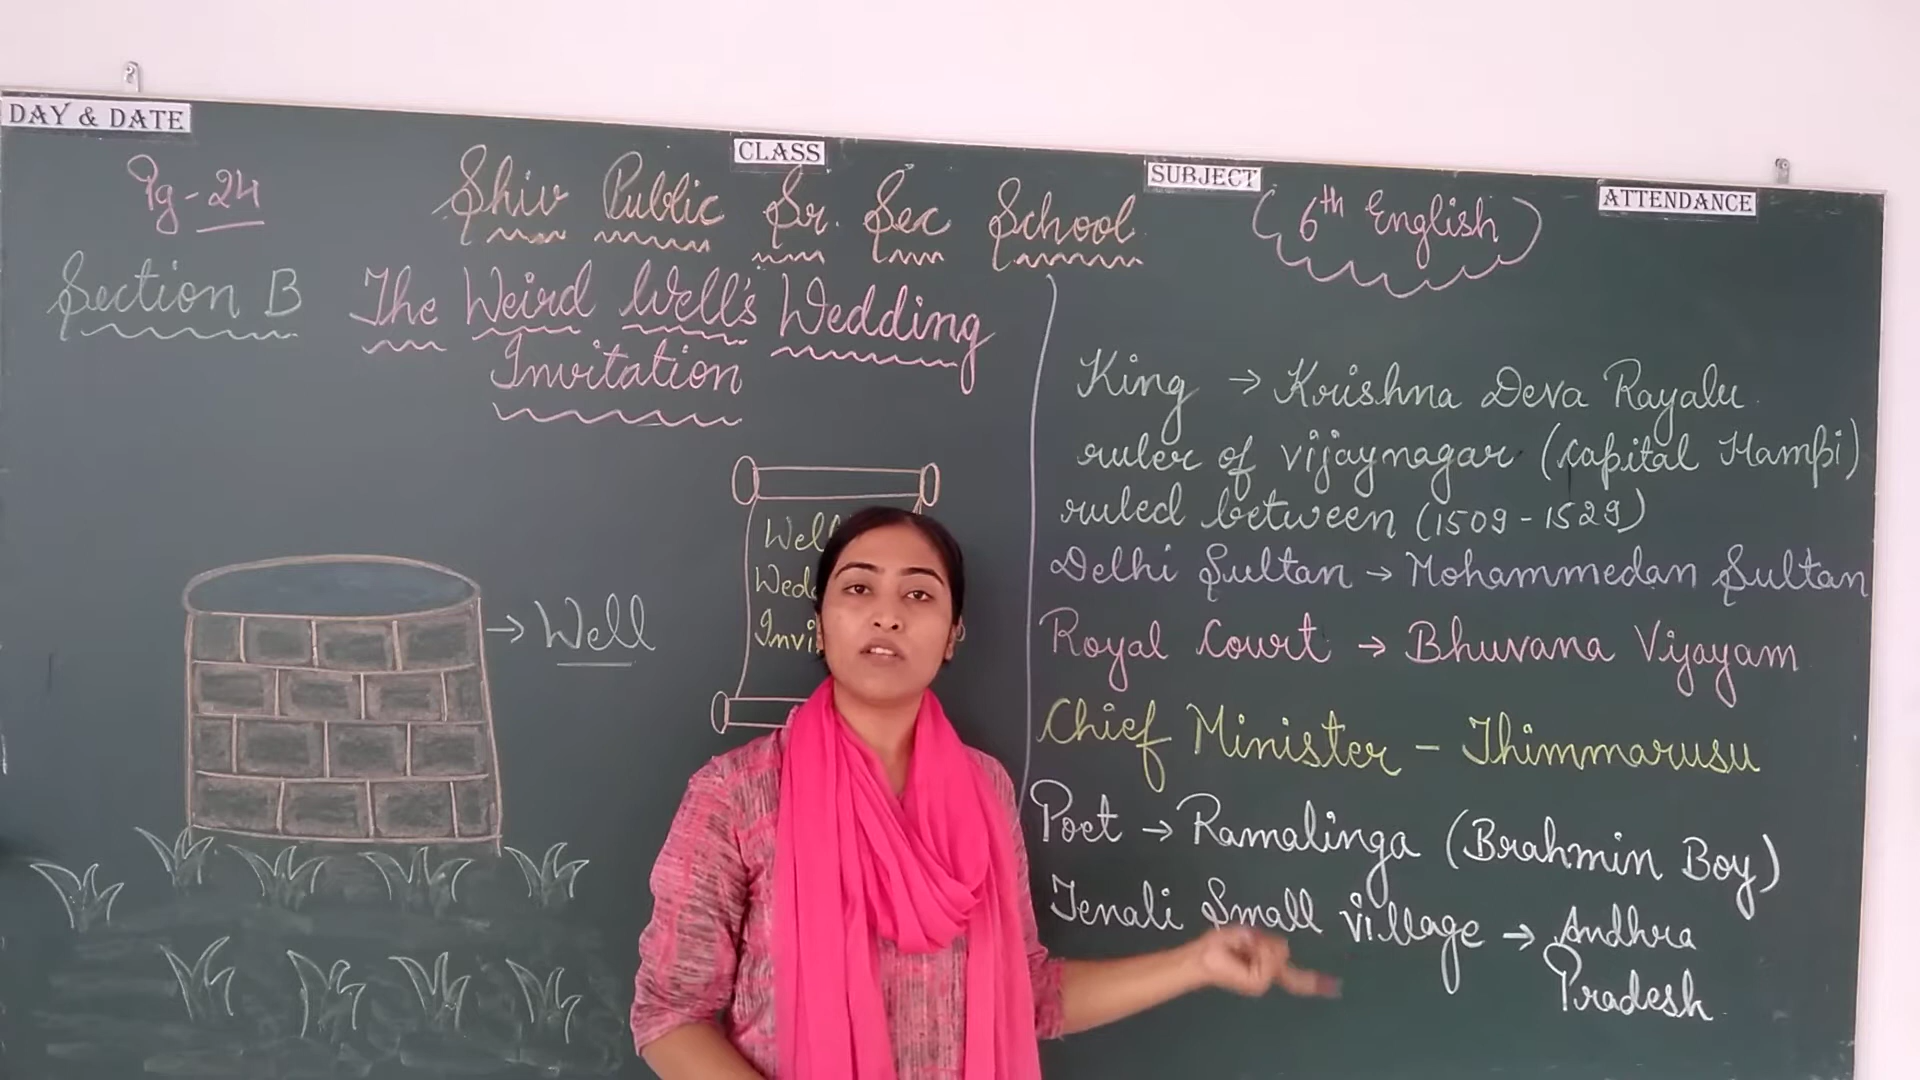 DAY & DATE
CLASS
SUBJECT
ATTENDANCE
Pg-24
Shiv Public Sr. Sec School
(6th English)
Section B
The Weird Well's Wedding
Invitation
Well
→ Well
King → Krishna Deva Rayalu
ruler of vijaynagar (capital Hampi)
ruled between (1509-1529)
Delhi Sultan → Mohammedan Sultan
Royal Court → Bhuvana Vijayam
Chief Minister - Thimmarusu
Poet → Ramalinga (Brahmin Boy)
Tenali Small village → Andhra
Pradesh